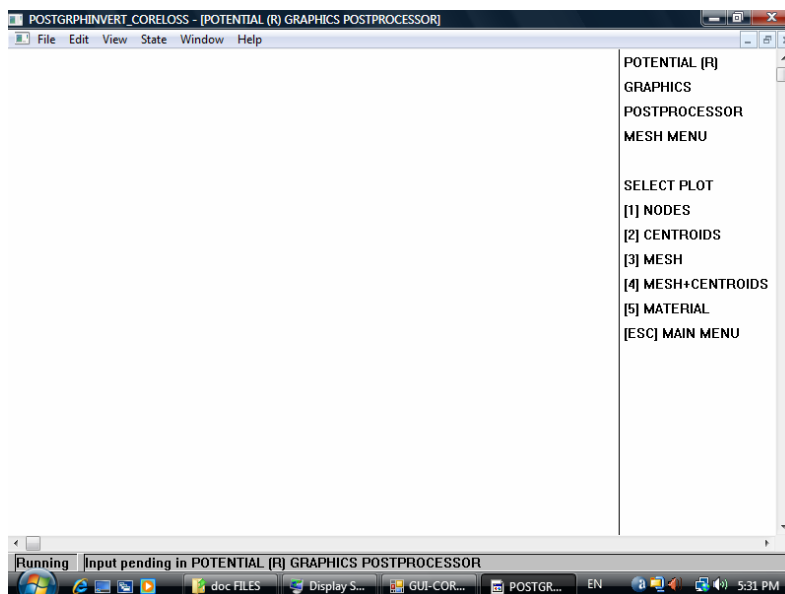 POSTGRPHINVERT_CORELOSS - [POTENTIAL (R) GRAPHICS POSTPROCESSOR]
File Edit View State Window Help
POTENTIAL (R)
GRAPHICS
POSTPROCESSOR
MESH MENU
SELECT PLOT
[1] NODES
[2] CENTROIDS
[3] MESH
[4] MESH+CENTROIDS
[5] MATERIAL
[ESC] MAIN MENU
Running Input pending in POTENTIAL (R) GRAPHICS POSTPROCESSOR
doc FILES Display S... GUI-COR... POSTGR... EN 5:31 PM